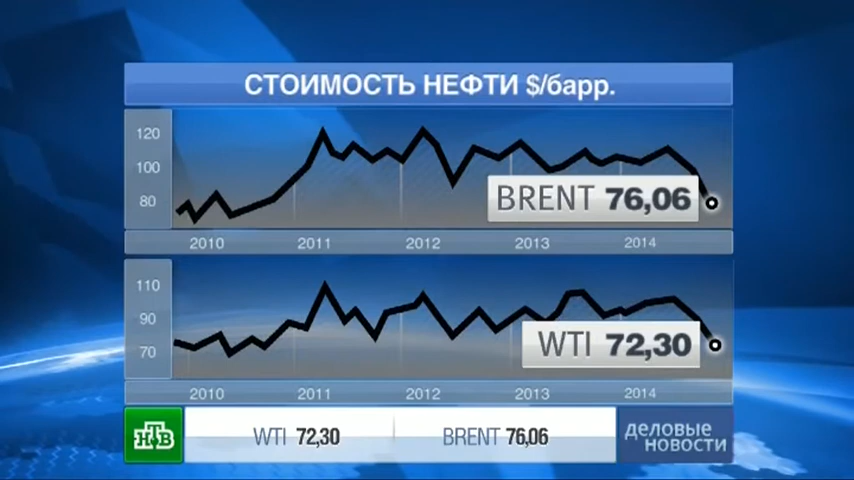 СТОИМОСТЬ НЕФТИ $/барр.
120
100
80
BRENT 76,06
2010 2011 2012 2013 2014
110
90
70
WTI 72,30
2010 2011 2012 2013 2014
НТВ
WTI 72,30 BRENT 76,06
ДЕЛОВЫЕ
НОВОСТИ